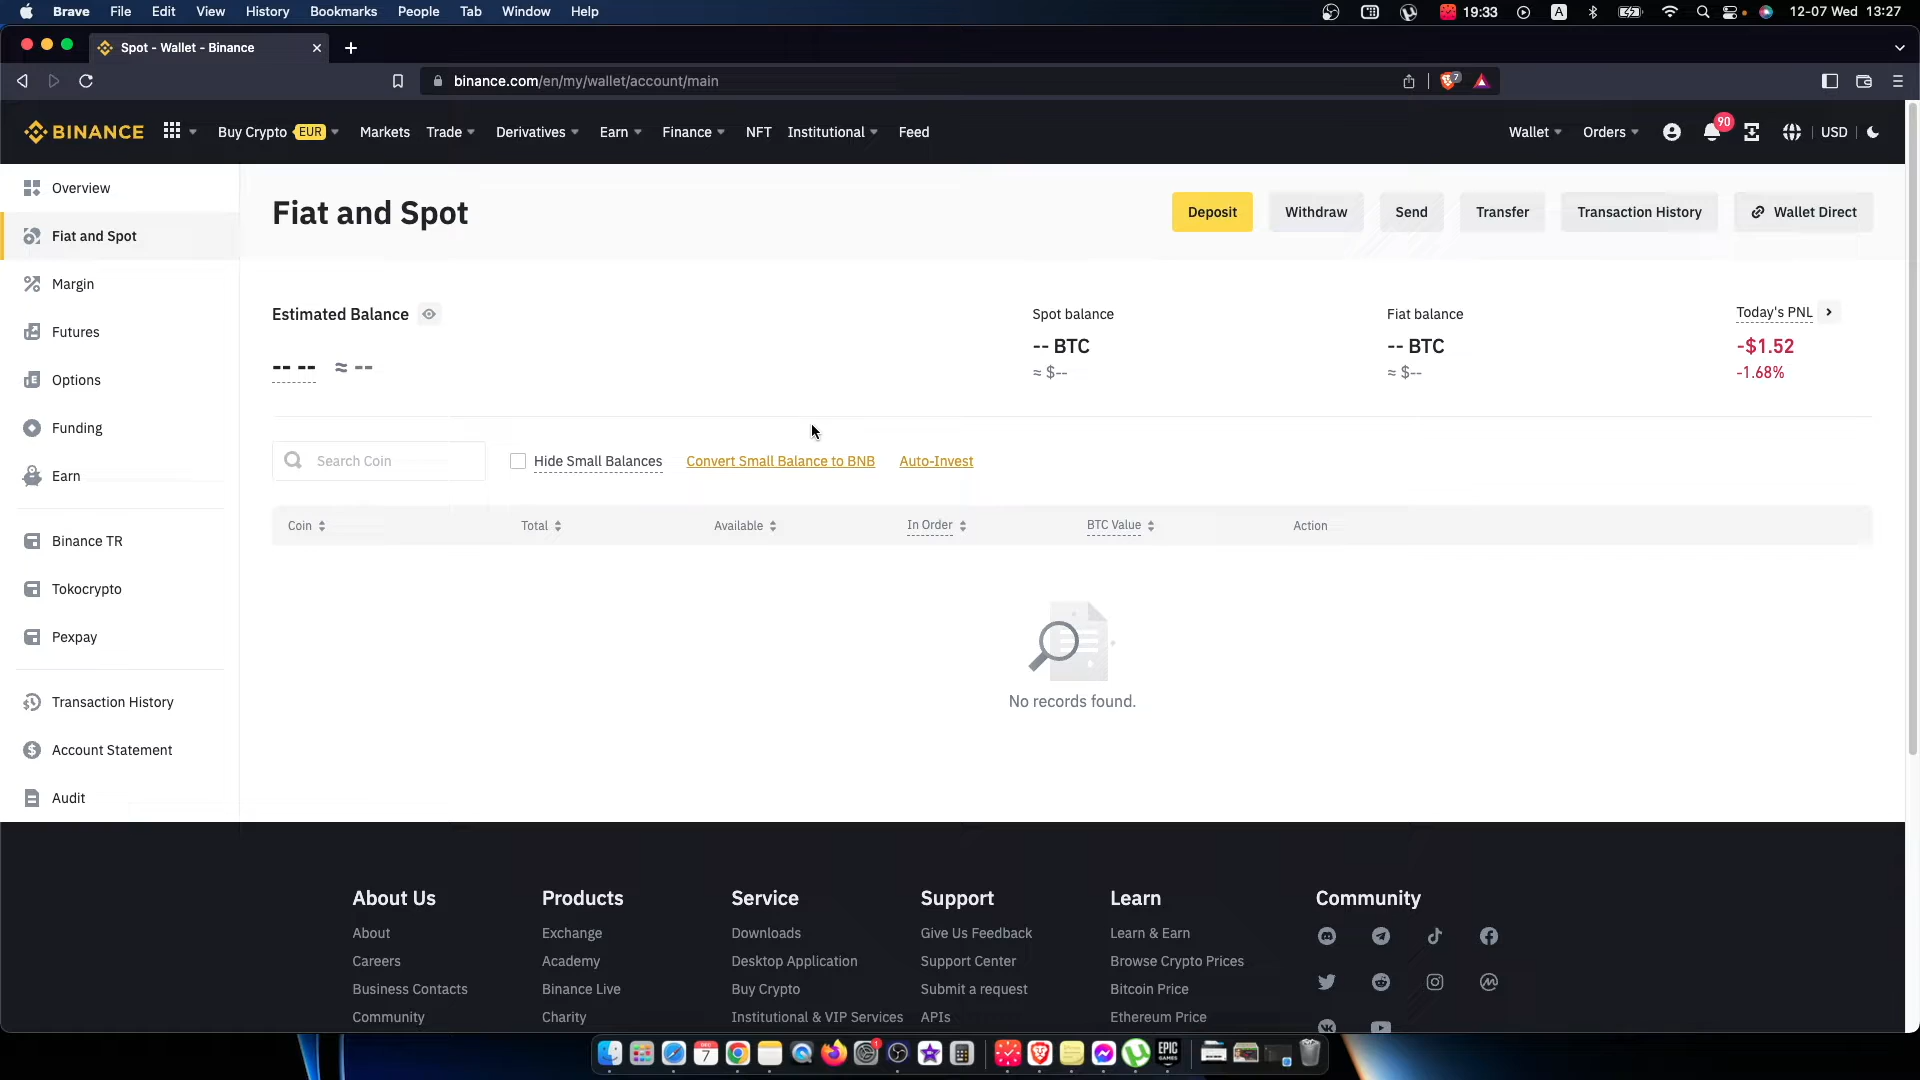 Brave File Edit View History Bookmarks People Tab Window Help 19:33 A 12-07 Wed 13:27
Spot - Wallet - Binance
binance.com/en/my/wallet/account/main 7
BINANCE Buy Crypto EUR Markets Trade Derivatives Earn Finance NFT Institutional Feed Wallet Orders 90 USD
Overview
Fiat and Spot
Margin
Futures
Options
Funding
Earn
Binance TR
Tokocrypto
Pexpay
Transaction History
Account Statement
Audit
Fiat and Spot
Deposit Withdraw Send Transfer Transaction History Wallet Direct
Estimated Balance
-- -- ≈ --
Spot balance
-- BTC
≈ $--
Fiat balance
-- BTC
≈ $--
Today's PNL
-$1.52
-1.68%
Search Coin Hide Small Balances Convert Small Balance to BNB Auto-Invest
Coin Total Available In Order BTC Value Action
No records found.
About Us
About
Careers
Business Contacts
Community
Products
Exchange
Academy
Binance Live
Charity
Service
Downloads
Desktop Application
Buy Crypto
Institutional & VIP Services
Support
Give Us Feedback
Support Center
Submit a request
APIs
Learn
Learn & Earn
Browse Crypto Prices
Bitcoin Price
Ethereum Price
Community
7
1
EPIC
GAMES